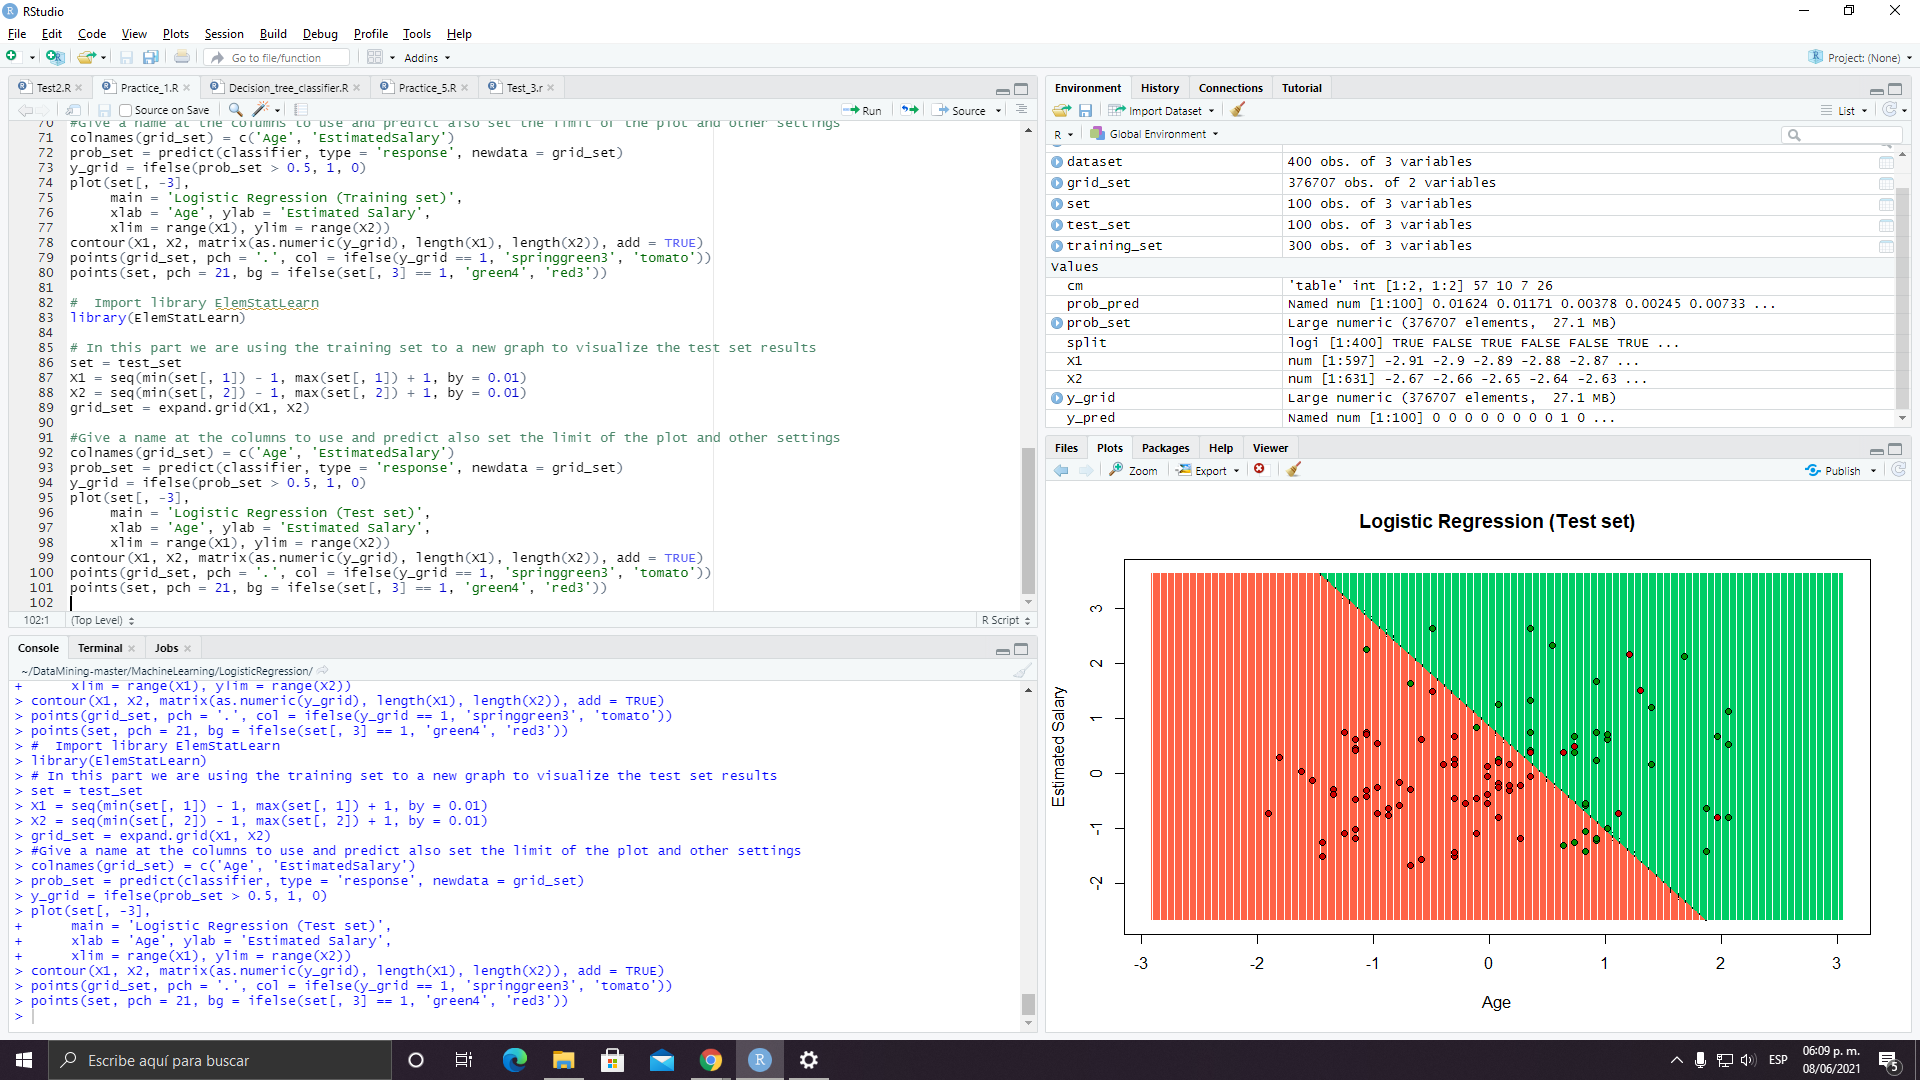 RStudio
File Edit Code View Plots Session Build Debug Profile Tools Help
Go to file/function Addins Project: (None)
Test2.R Practice_1.R Decision_tree_classifier.R Practice_5.R Test_3.r
Source on Save Run Source
70 #Give a name at the columns to use and predict also set the limit of the plot and other settings
71 colnames(grid_set) = c('Age', 'EstimatedSalary')
72 prob_set = predict(classifier, type = 'response', newdata = grid_set)
73 y_grid = ifelse(prob_set > 0.5, 1, 0)
74 plot(set[, -3],
75 main = 'Logistic Regression (Training set)',
76 xlab = 'Age', ylab = 'Estimated Salary',
77 xlim = range(X1), ylim = range(X2))
78 contour(X1, X2, matrix(as.numeric(y_grid), length(X1), length(X2)), add = TRUE)
79 points(grid_set, pch = '.', col = ifelse(y_grid == 1, 'springgreen3', 'tomato'))
80 points(set, pch = 21, bg = ifelse(set[, 3] == 1, 'green4', 'red3'))
81
82 #  Import library ElemStatLearn
83 library(ElemStatLearn)
84
85 # In this part we are using the training set to a new graph to visualize the test set results
86 set = test_set
87 X1 = seq(min(set[, 1]) - 1, max(set[, 1]) + 1, by = 0.01)
88 X2 = seq(min(set[, 2]) - 1, max(set[, 2]) + 1, by = 0.01)
89 grid_set = expand.grid(X1, X2)
90
91 #Give a name at the columns to use and predict also set the limit of the plot and other settings
92 colnames(grid_set) = c('Age', 'EstimatedSalary')
93 prob_set = predict(classifier, type = 'response', newdata = grid_set)
94 y_grid = ifelse(prob_set > 0.5, 1, 0)
95 plot(set[, -3],
96 main = 'Logistic Regression (Test set)',
97 xlab = 'Age', ylab = 'Estimated Salary',
98 xlim = range(X1), ylim = range(X2))
99 contour(X1, X2, matrix(as.numeric(y_grid), length(X1), length(X2)), add = TRUE)
100 points(grid_set, pch = '.', col = ifelse(y_grid == 1, 'springgreen3', 'tomato'))
101 points(set, pch = 21, bg = ifelse(set[, 3] == 1, 'green4', 'red3'))
102
102:1 (Top Level) R Script
Console Terminal Jobs
~/DataMining-master/MachineLearning/LogisticRegression/
+ xlim = range(X1), ylim = range(X2))
> contour(X1, X2, matrix(as.numeric(y_grid), length(X1), length(X2)), add = TRUE)
> points(grid_set, pch = '.', col = ifelse(y_grid == 1, 'springgreen3', 'tomato'))
> points(set, pch = 21, bg = ifelse(set[, 3] == 1, 'green4', 'red3'))
> #  Import library ElemStatLearn
> library(ElemStatLearn)
> # In this part we are using the training set to a new graph to visualize the test set results
> set = test_set
> X1 = seq(min(set[, 1]) - 1, max(set[, 1]) + 1, by = 0.01)
> X2 = seq(min(set[, 2]) - 1, max(set[, 2]) + 1, by = 0.01)
> grid_set = expand.grid(X1, X2)
> #Give a name at the columns to use and predict also set the limit of the plot and other settings
> colnames(grid_set) = c('Age', 'EstimatedSalary')
> prob_set = predict(classifier, type = 'response', newdata = grid_set)
> y_grid = ifelse(prob_set > 0.5, 1, 0)
> plot(set[, -3],
+ main = 'Logistic Regression (Test set)',
+ xlab = 'Age', ylab = 'Estimated Salary',
+ xlim = range(X1), ylim = range(X2))
> contour(X1, X2, matrix(as.numeric(y_grid), length(X1), length(X2)), add = TRUE)
> points(grid_set, pch = '.', col = ifelse(y_grid == 1, 'springgreen3', 'tomato'))
> points(set, pch = 21, bg = ifelse(set[, 3] == 1, 'green4', 'red3'))
>
Environment History Connections Tutorial
Import Dataset List
R Global Environment
dataset 400 obs. of 3 variables
grid_set 376707 obs. of 2 variables
set 100 obs. of 3 variables
test_set 100 obs. of 3 variables
training_set 300 obs. of 3 variables
Values
cm 'table' int [1:2, 1:2] 57 10 7 26
prob_pred Named num [1:100] 0.01624 0.01171 0.00378 0.00245 0.00733 ...
prob_set Large numeric (376707 elements,  27.1 MB)
split logi [1:400] TRUE FALSE TRUE FALSE FALSE TRUE ...
X1 num [1:597] -2.91 -2.9 -2.89 -2.88 -2.87 ...
X2 num [1:631] -2.67 -2.66 -2.65 -2.64 -2.63 ...
y_grid Large numeric (376707 elements,  27.1 MB)
y_pred Named num [1:100] 0 0 0 0 0 0 0 0 1 0 ...
Files Plots Packages Help Viewer
Zoom Export Publish
Logistic Regression (Test set)
Estimated Salary
3
2
1
0
-1
-2
-3 -2 -1 0 1 2 3
Age
Escribe aquí para buscar
ESP
06:09 p. m.
08/06/2021
5